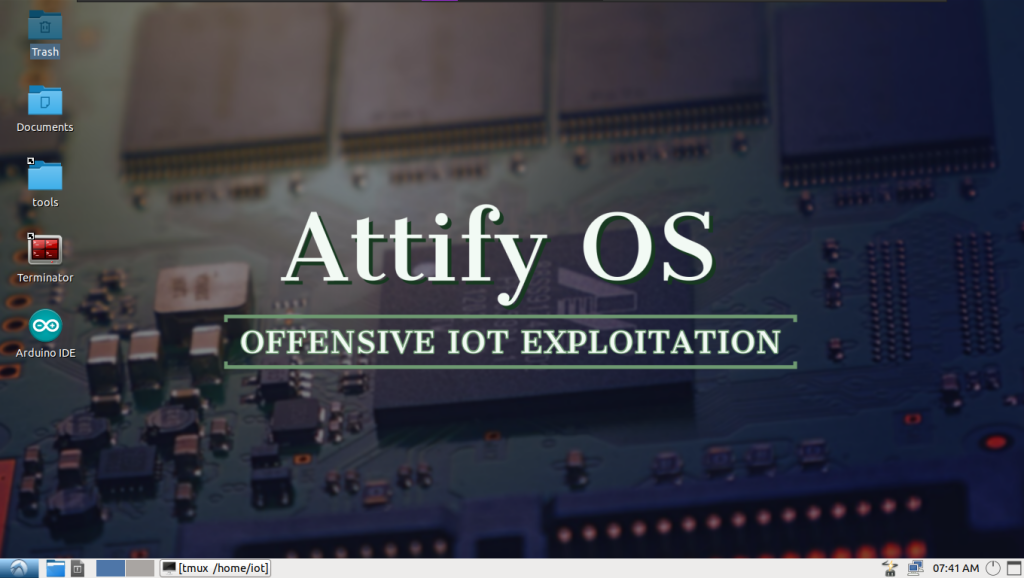 Trash
Documents
tools
Terminator
Arduino IDE
Attify OS
OFFENSIVE IOT EXPLOITATION
[tmux /home/iot]
07:41 AM